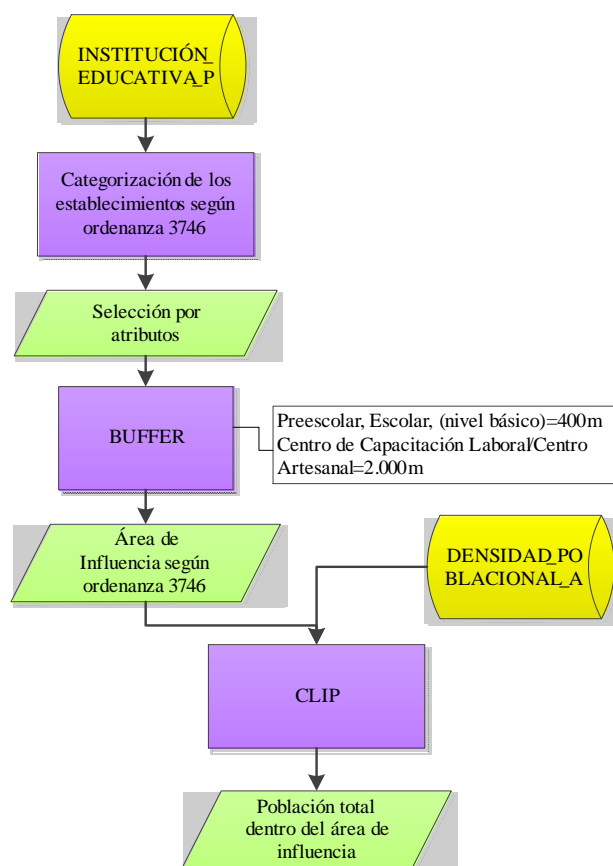 INSTITUCIÓN_
EDUCATIVA_P
Categorización de los
establecimientos según
ordenanza 3746
Selección por
atributos
BUFFER
Preescolar, Escolar, (nivel básico)=400m
Centro de Capacitación Laboral/Centro
Artesanal=2.000m
Área de
Influencia según
ordenanza 3746
DENSIDAD_PO
BLACIONAL_A
CLIP
Población total
dentro del área de
influencia